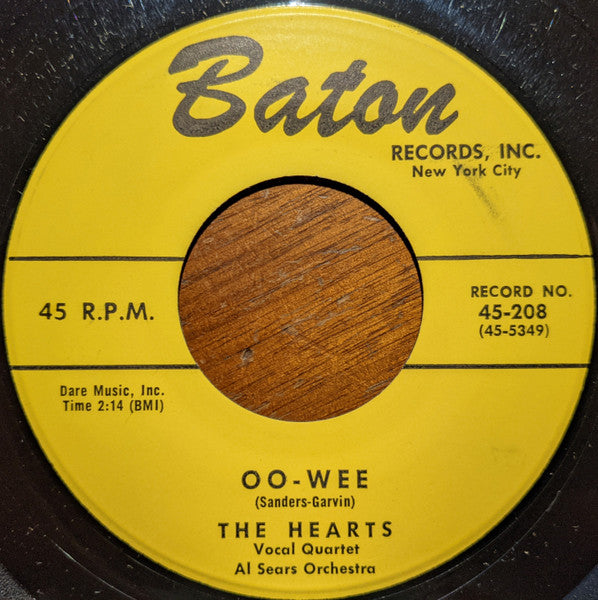 Baton
RECORDS, INC.
New York City
45 R.P.M.
RECORD NO.
45-208
(45-5349)
Dare Music, Inc.
Time 2:14 (BMI)
OO-WEE
(Sanders-Garvin)
THE HEARTS
Vocal Quartet
Al Sears Orchestra